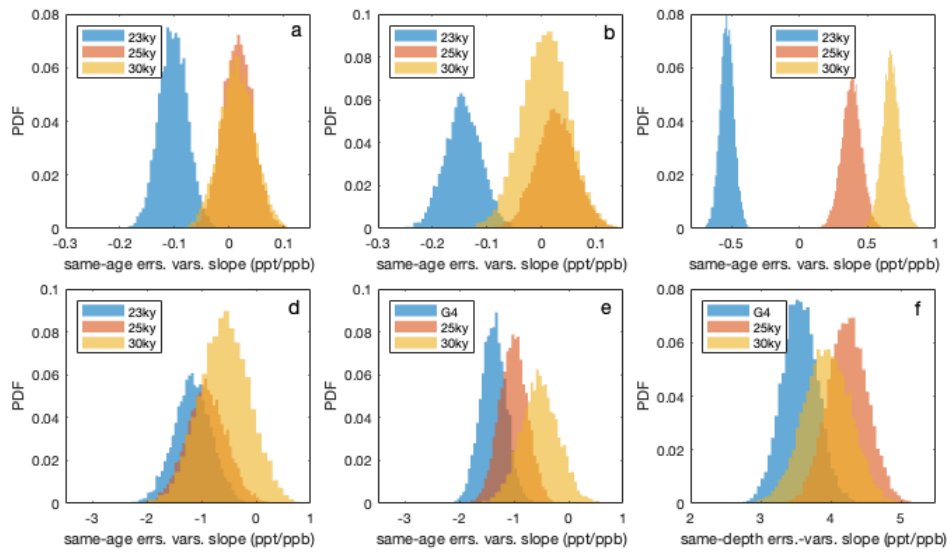 0.08
0.06
0.04
0.02
0
PDF
23ky
25ky
30ky
a
-0.3 -0.2 -0.1 0 0.1
same-age errs. vars. slope (ppt/ppb)
0.1
0.08
0.06
0.04
0.02
0
PDF
23ky
25ky
30ky
b
-0.3 -0.2 -0.1 0 0.1
same-age errs. vars. slope (ppt/ppb)
0.08
0.06
0.04
0.02
0
PDF
23ky
25ky
30ky
-0.5 0 0.5 1
same-age errs.-vars. slope (ppt/ppb)
0.1
0.08
0.06
0.04
0.02
0
PDF
23ky
25ky
30ky
d
-3 -2 -1 0 1
same-age errs. vars. slope (ppt/ppb)
0.1
0.08
0.06
0.04
0.02
0
PDF
G4
25ky
30ky
e
-3 -2 -1 0 1
same-age errs. vars. slope (ppt/ppb)
0.08
0.06
0.04
0.02
0
PDF
G4
25ky
30ky
f
2 3 4 5
same-depth errs.-vars. slope (ppt/ppb)